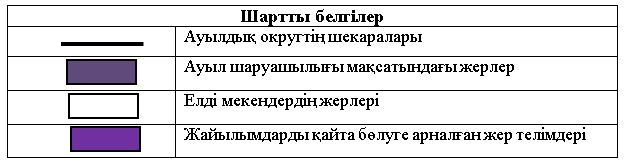 Шартты белгілер
Ауылдық округтің шекаралары
Ауыл шаруашылығы мақсатындағы жерлер
Елді мекендердің жерлері
Жайылымдарды қайта бөлуге арналған жер телімдері